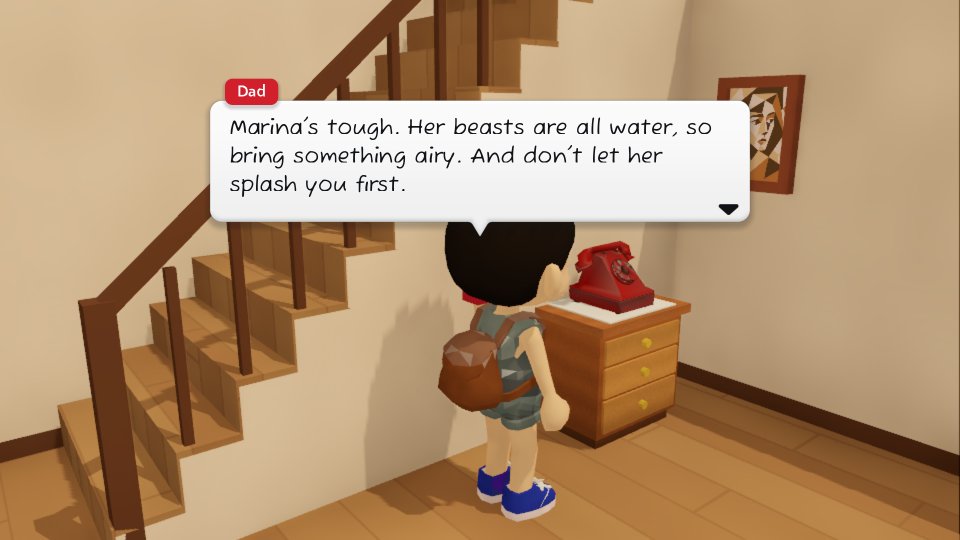 Dad
Marina's tough. Her beasts are all water, so
bring something airy. And don't let her
splash you first.